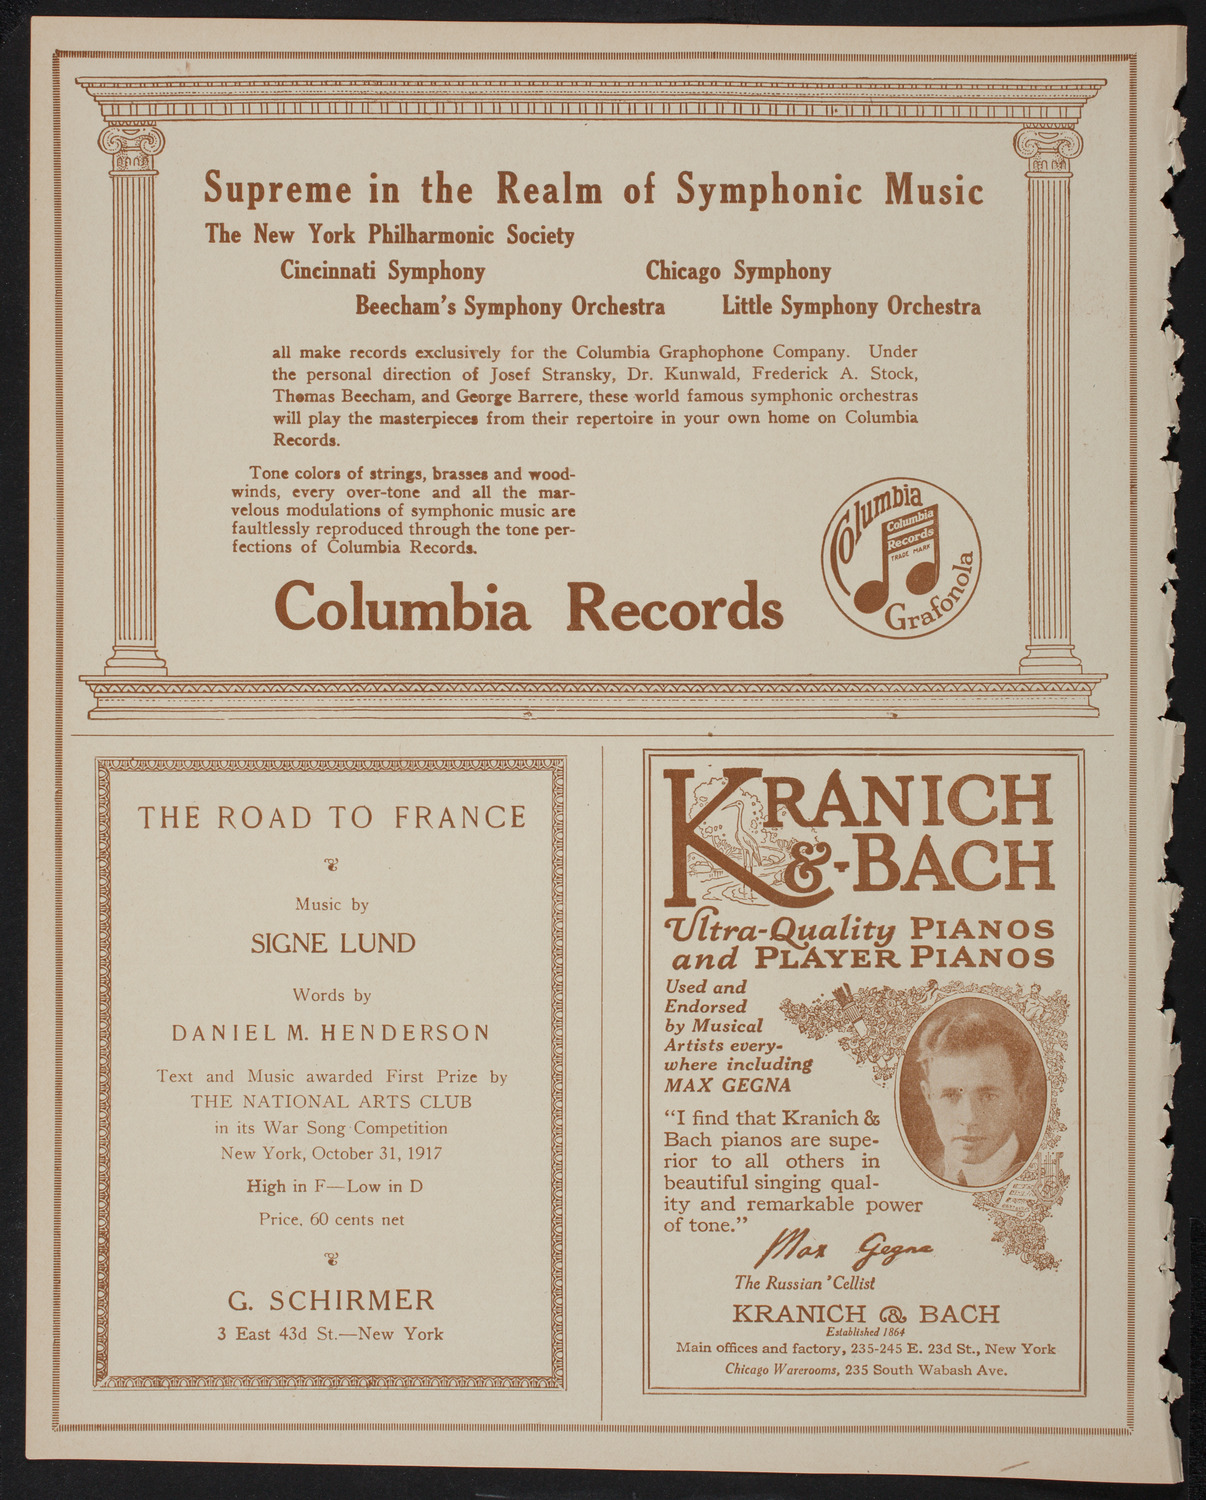 Supreme in the Realm of Symphonic Music
The New York Philharmonic Society
Cincinnati Symphony Chicago Symphony
Beecham's Symphony Orchestra Little Symphony Orchestra
all make records exclusively for the Columbia Graphophone Company. Under
the personal direction of Josef Stransky, Dr. Kunwald, Frederick A. Stock,
Thomas Beecham, and George Barrere, these world famous symphonic orchestras
will play the masterpieces from their repertoire in your own home on Columbia
Records.
Tone colors of strings, brasses and wood-
winds, every over-tone and all the mar-
velous modulations of symphonic music are
faultlessly reproduced through the tone per-
fections of Columbia Records.
Columbia Records
Columbia
Columbia
Records
TRADE MARK
Grafonola
THE ROAD TO FRANCE
Music by
SIGNE LUND
Words by
DANIEL M. HENDERSON
Text and Music awarded First Prize by
THE NATIONAL ARTS CLUB
in its War Song Competition
New York, October 31, 1917
High in F—Low in D
Price, 60 cents net
G. SCHIRMER
3 East 43d St.—New York
KRANICH
&-BACH
Ultra-Quality PIANOS
and PLAYER PIANOS
Used and
Endorsed
by Musical
Artists every-
where including
MAX GEGNA
"I find that Kranich &
Bach pianos are supe-
rior to all others in
beautiful singing qual-
ity and remarkable power
of tone."
Max Gegna
The Russian 'Cellist
KRANICH & BACH
Established 1864
Main offices and factory, 235-245 E. 23d St., New York
Chicago Warerooms, 235 South Wabash Ave.